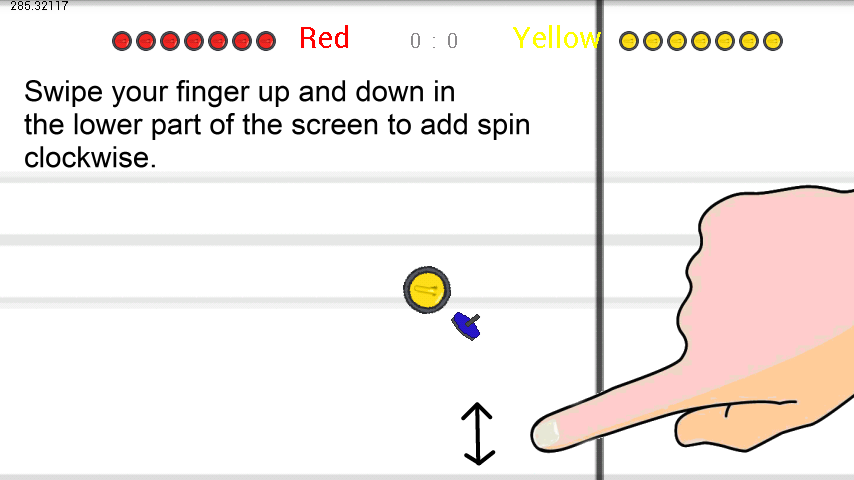 285.32117
Red 0 : 0 Yellow
Swipe your finger up and down in
the lower part of the screen to add spin
clockwise.